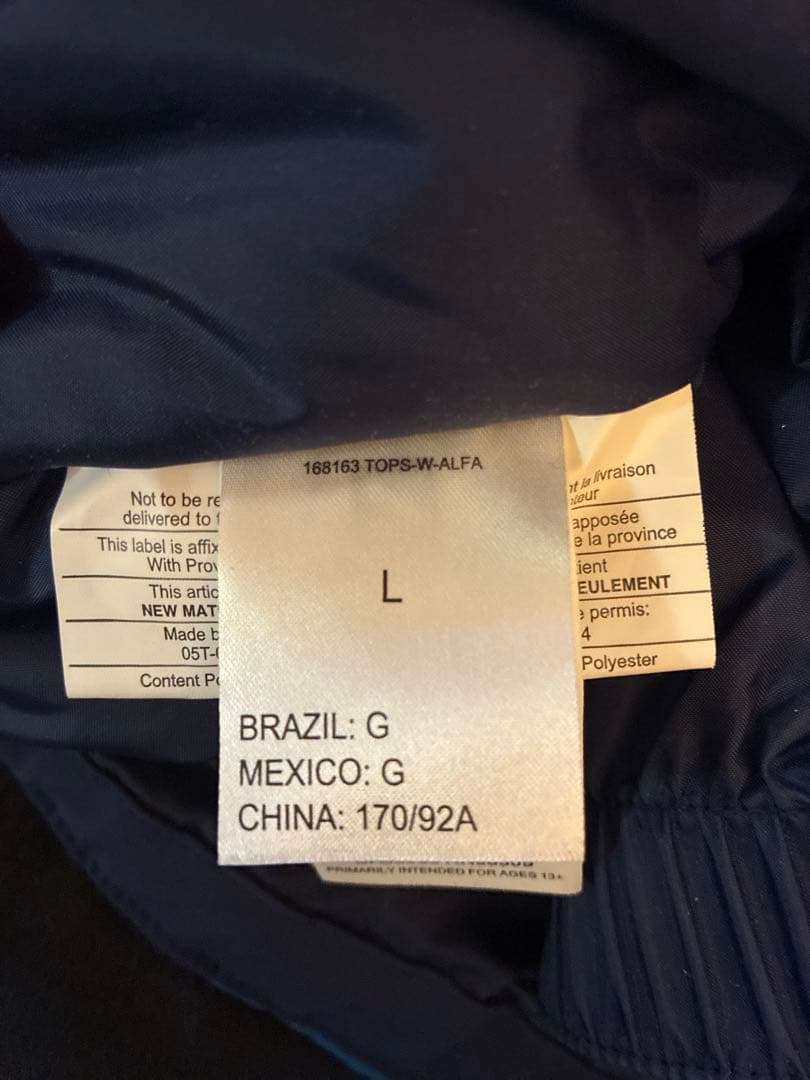 168163 TOPS-W-ALFA
L
BRAZIL: G
MEXICO: G
CHINA: 170/92A
Not to be re
delivered to
This label is affix
With Prov
This artic
NEW MAT
Made b
05T-
Content P
la livraison
apposée
e la province
ient
EULEMENT
permis:
4
Polyester
PRIMARILY INTENDED FOR AGES 13+